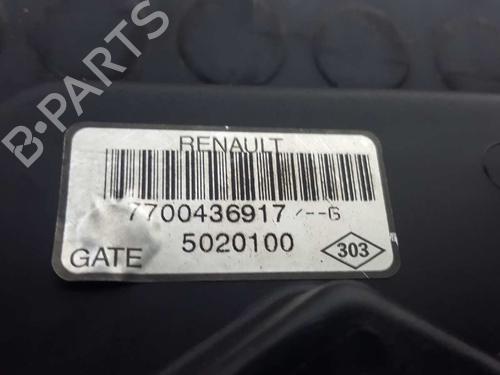 B-PARTS
RENAULT
7700436917/--G
5020100
GATE
303